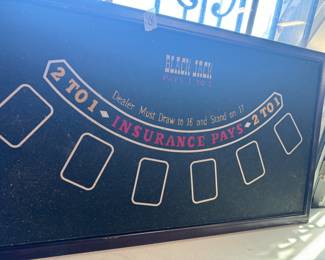 BLACK JACK
Dealer Must Draw to 16 and Stand on 17
2 TO 1 INSURANCE PAYS 2 TO 1